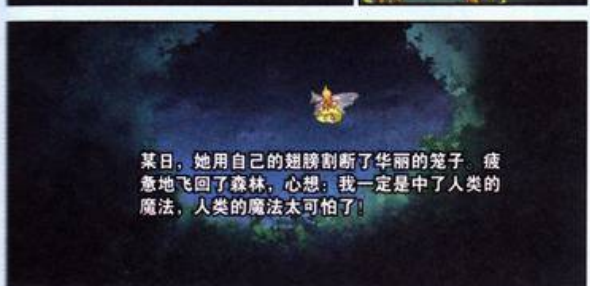 某日，她用自己的翅膀割断了华丽的笼子。疲
惫地飞回了森林，心想：我一定是中了人类的
魔法，人类的魔法太可怕了！